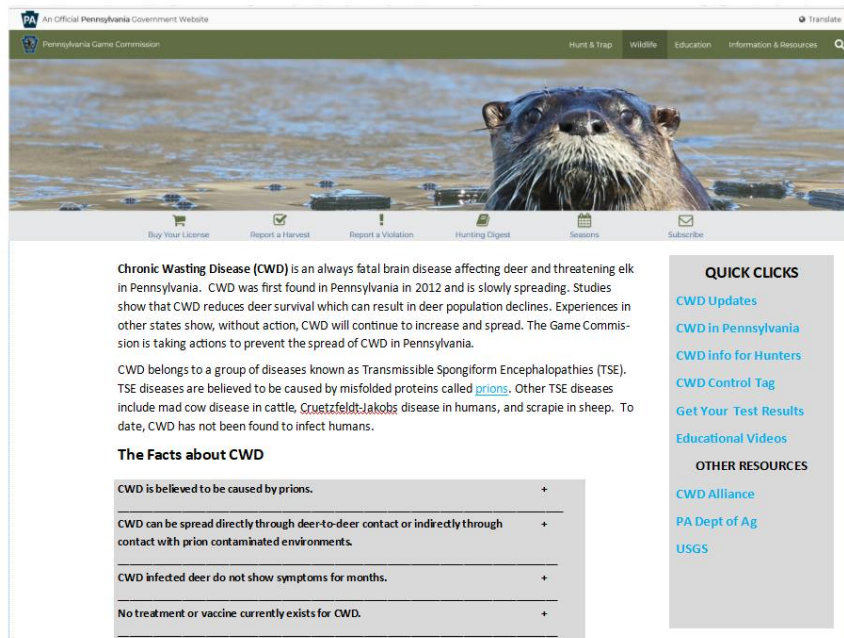 PA An Official Pennsylvania Government Website
Translate
Pennsylvania Game Commission
Hunt & Trap Wildlife Education Information & Resources
Buy Your License Report a Harvest Report a Violation Hunting Digest Seasons Subscribe
Chronic Wasting Disease (CWD) is an always fatal brain disease affecting deer and threatening elk
in Pennsylvania. CWD was first found in Pennsylvania in 2012 and is slowly spreading. Studies
show that CWD reduces deer survival which can result in deer population declines. Experiences in
other states show, without action, CWD will continue to increase and spread. The Game Commis-
sion is taking actions to prevent the spread of CWD in Pennsylvania.
CWD belongs to a group of diseases known as Transmissible Spongiform Encephalopathies (TSE).
TSE diseases are believed to be caused by misfolded proteins called prions. Other TSE diseases
include mad cow disease in cattle, Cruetzfeldt-Jakobs disease in humans, and scrapie in sheep. To
date, CWD has not been found to infect humans.
The Facts about CWD
CWD is believed to be caused by prions. +
CWD can be spread directly through deer-to-deer contact or indirectly through +
contact with prion contaminated environments.
CWD infected deer do not show symptoms for months. +
No treatment or vaccine currently exists for CWD. +
QUICK CLICKS
CWD Updates
CWD in Pennsylvania
CWD info for Hunters
CWD Control Tag
Get Your Test Results
Educational Videos
OTHER RESOURCES
CWD Alliance
PA Dept of Ag
USGS